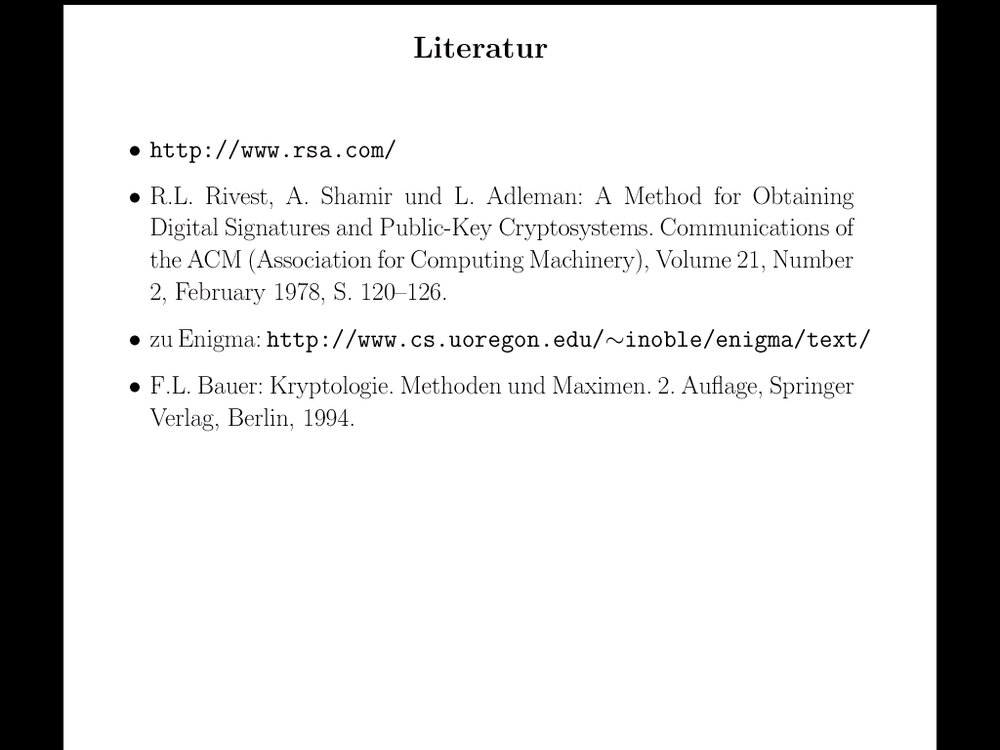 Literatur
• http://www.rsa.com/
• R.L. Rivest, A. Shamir und L. Adleman: A Method for Obtaining
Digital Signatures and Public-Key Cryptosystems. Communications of
the ACM (Association for Computing Machinery), Volume 21, Number
2, February 1978, S. 120–126.
• zu Enigma: http://www.cs.uoregon.edu/∼inoble/enigma/text/
• F.L. Bauer: Kryptologie. Methoden und Maximen. 2. Auflage, Springer
Verlag, Berlin, 1994.